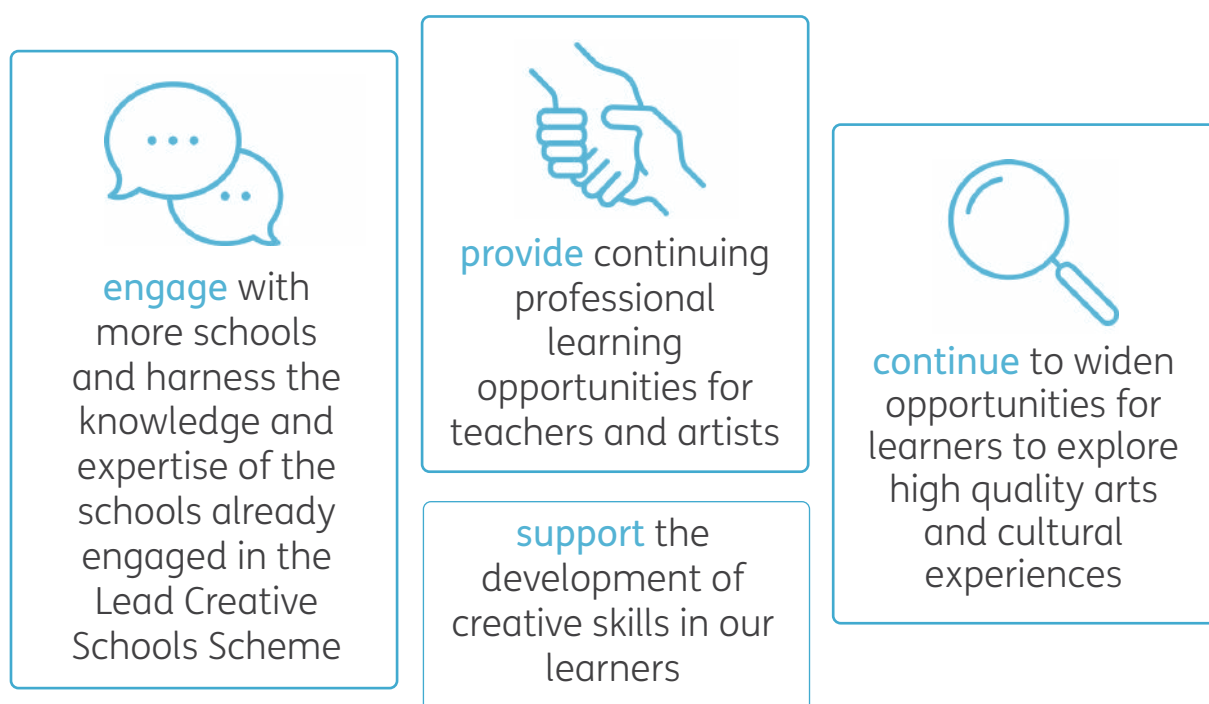 engage with
more schools
and harness the
knowledge and
expertise of the
schools already
engaged in the
Lead Creative
Schools Scheme
provide continuing
professional
learning
opportunities for
teachers and artists
support the
development of
creative skills in our
learners
continue to widen
opportunities for
learners to explore
high quality arts
and cultural
experiences